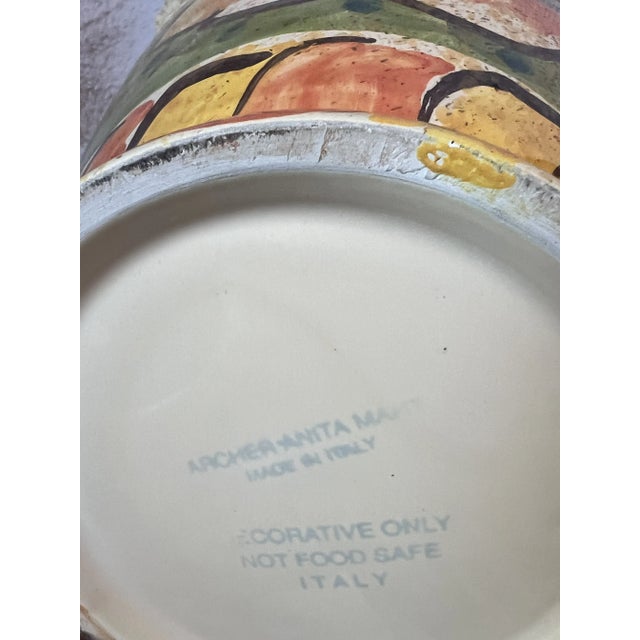 ARCHER ANITA
MADE IN ITALY
ECORATIVE ONLY
NOT FOOD SAFE
ITALY